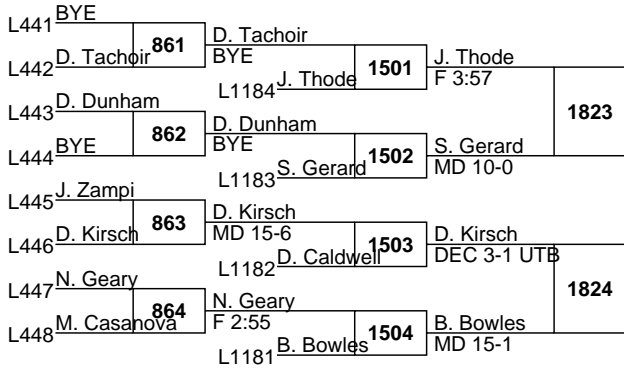 L441 BYE
861 D. Tachoir
L442 D. Tachoir BYE 1501 J. Thode
L1184 J. Thode F 3:57
L443 D. Dunham 1823
862 D. Dunham
L444 BYE BYE 1502 S. Gerard
L1183 S. Gerard MD 10-0
L445 J. Zampi
863 D. Kirsch
L446 D. Kirsch MD 15-6 1503 D. Kirsch
L1182 D. Caldwell DEC 3-1 UTB
L447 N. Geary 1824
864 N. Geary
L448 M. Casanova F 2:55 1504 B. Bowles
L1181 B. Bowles MD 15-1